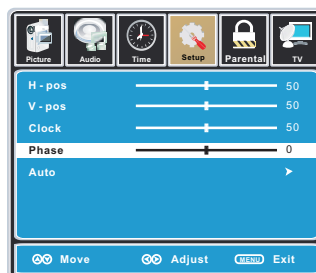 Picture Audio Time Setup Parental TV
H - pos 50
V - pos 50
Clock 50
Phase 0
Auto
Move Adjust MENU Exit